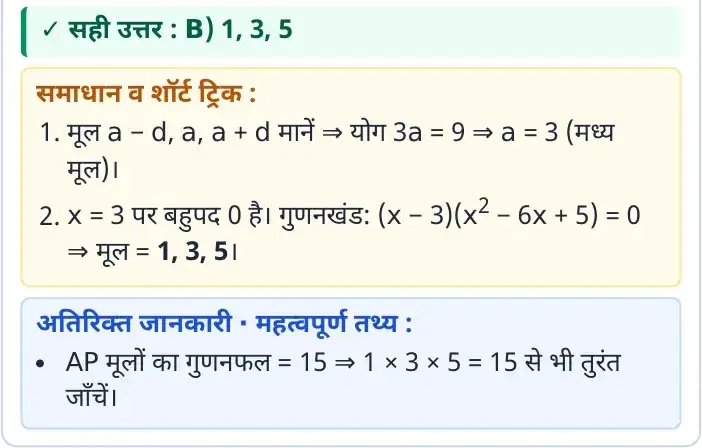 ✓ सही उत्तर : B) 1, 3, 5
समाधान व शॉर्ट ट्रिक :
1. मूल a − d, a, a + d मानें ⇒ योग 3a = 9 ⇒ a = 3 (मध्य
मूल)।
2. x = 3 पर बहुपद 0 है। गुणनखंड: (x − 3)(x² − 6x + 5) = 0
⇒ मूल = 1, 3, 5।
अतिरिक्त जानकारी · महत्वपूर्ण तथ्य :
• AP मूलों का गुणनफल = 15 ⇒ 1 × 3 × 5 = 15 से भी तुरंत
जाँचें।